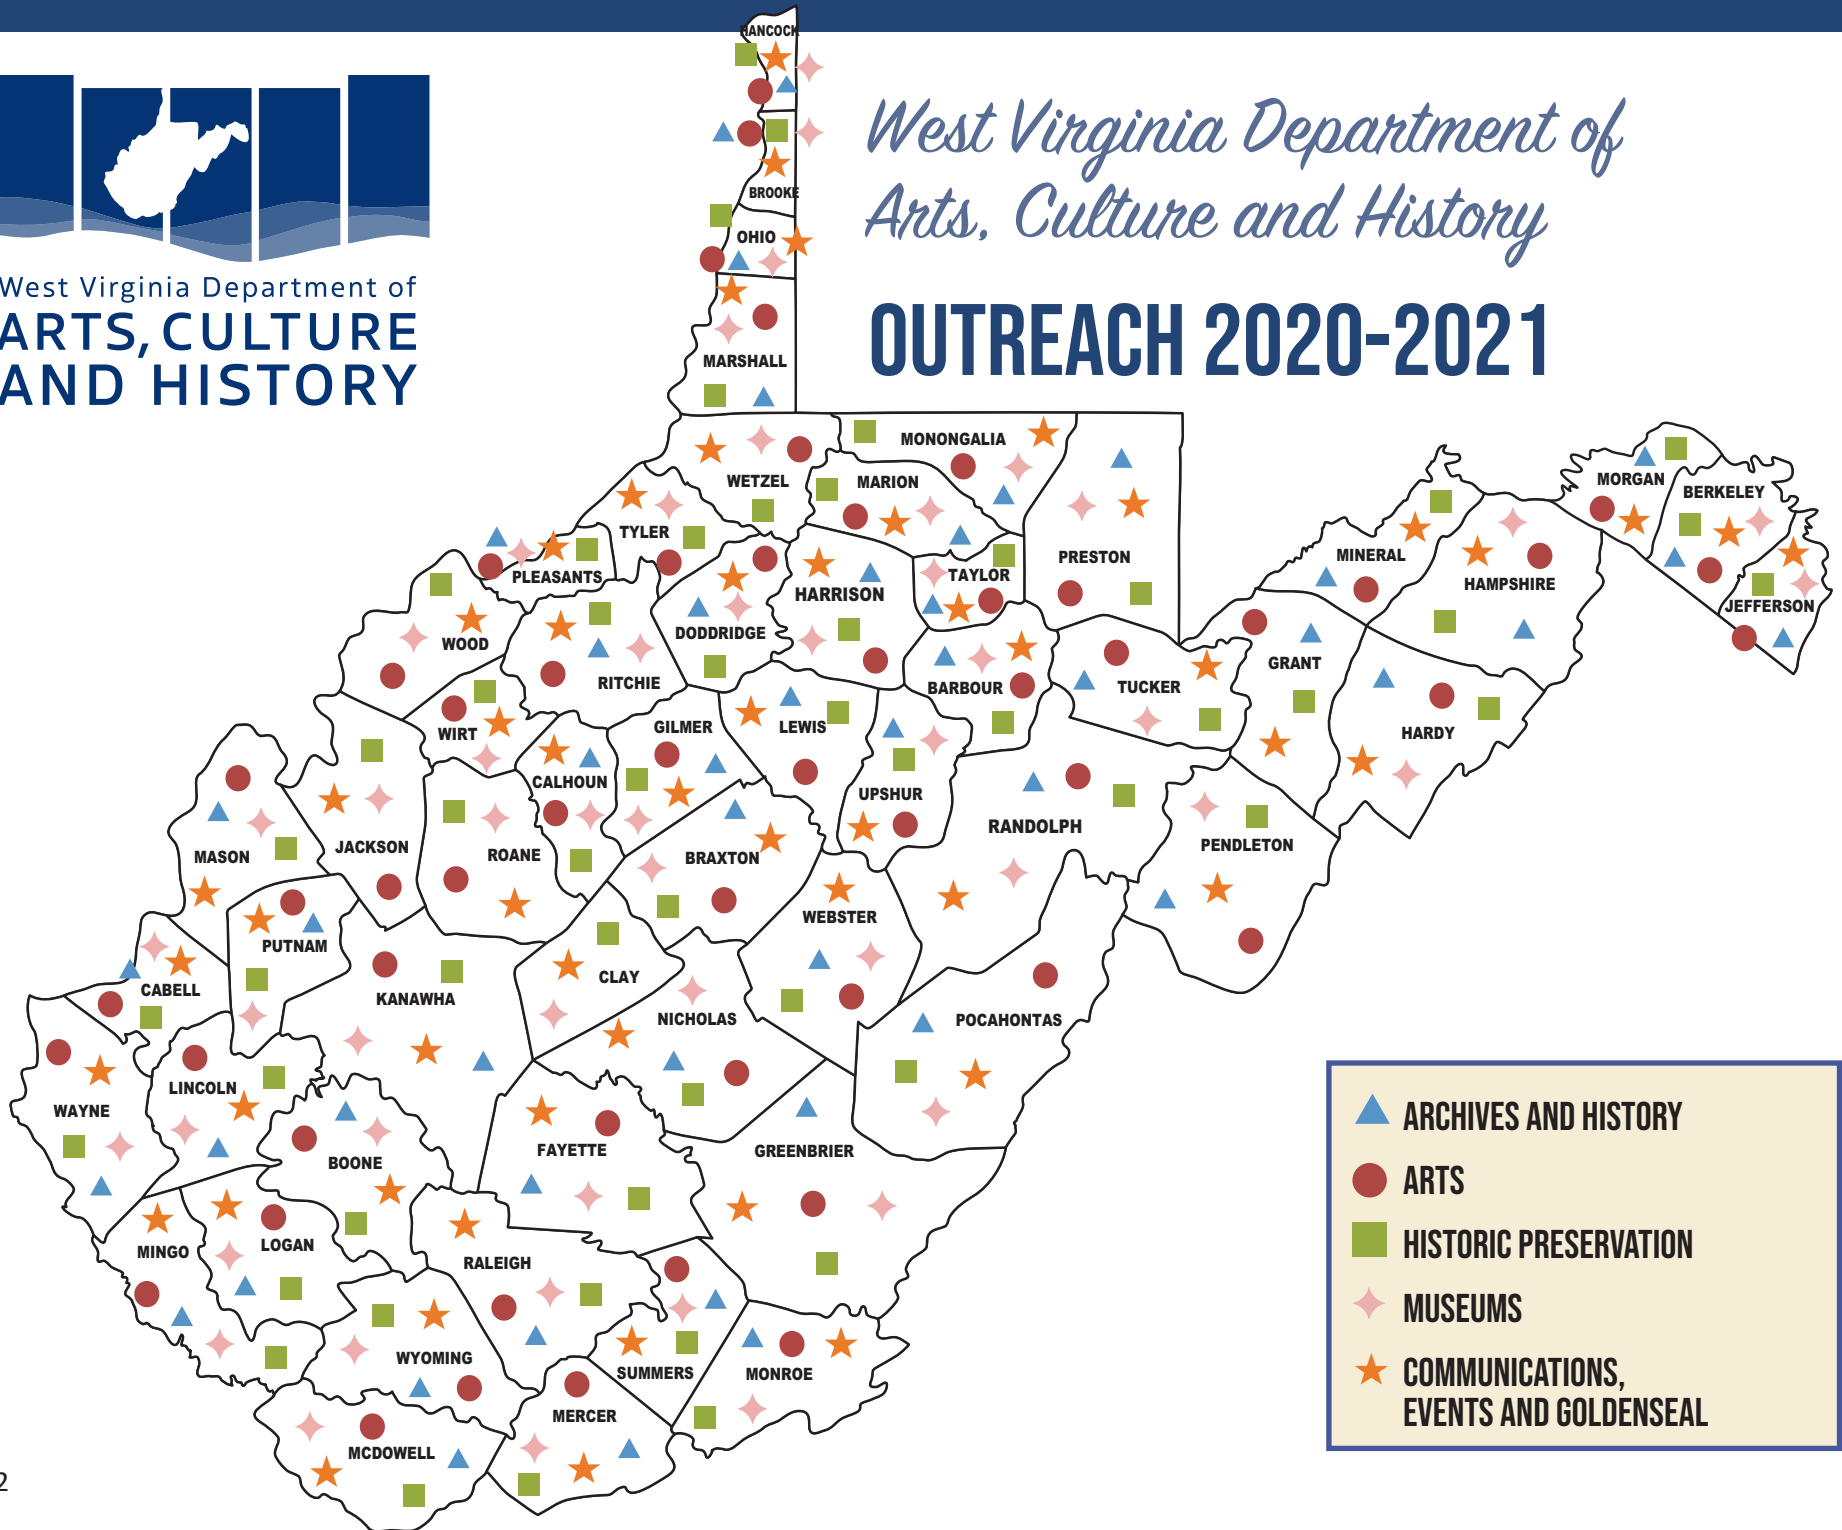 West Virginia Department of
ARTS, CULTURE
AND HISTORY
West Virginia Department of
Arts, Culture and History
OUTREACH 2020-2021
HANCOCK
BROOKE
OHIO
MARSHALL
WETZEL
MONONGALIA
MARION
PRESTON
TYLER
PLEASANTS
TAYLOR
HARRISON
DODDRIDGE
WOOD
RITCHIE
MORGAN
BERKELEY
JEFFERSON
MINERAL
HAMPSHIRE
GRANT
HARDY
BARBOUR
TUCKER
WIRT
GILMER
LEWIS
CALHOUN
UPSHUR
RANDOLPH
PENDLETON
MASON
JACKSON
ROANE
BRAXTON
WEBSTER
PUTNAM
CABELL
KANAWHA
CLAY
NICHOLAS
POCAHONTAS
LINCOLN
WAYNE
BOONE
FAYETTE
GREENBRIER
MINGO
LOGAN
RALEIGH
WYOMING
SUMMERS
MONROE
MERCER
MCDOWELL
ARCHIVES AND HISTORY
ARTS
HISTORIC PRESERVATION
MUSEUMS
COMMUNICATIONS,
EVENTS AND GOLDENSEAL
2